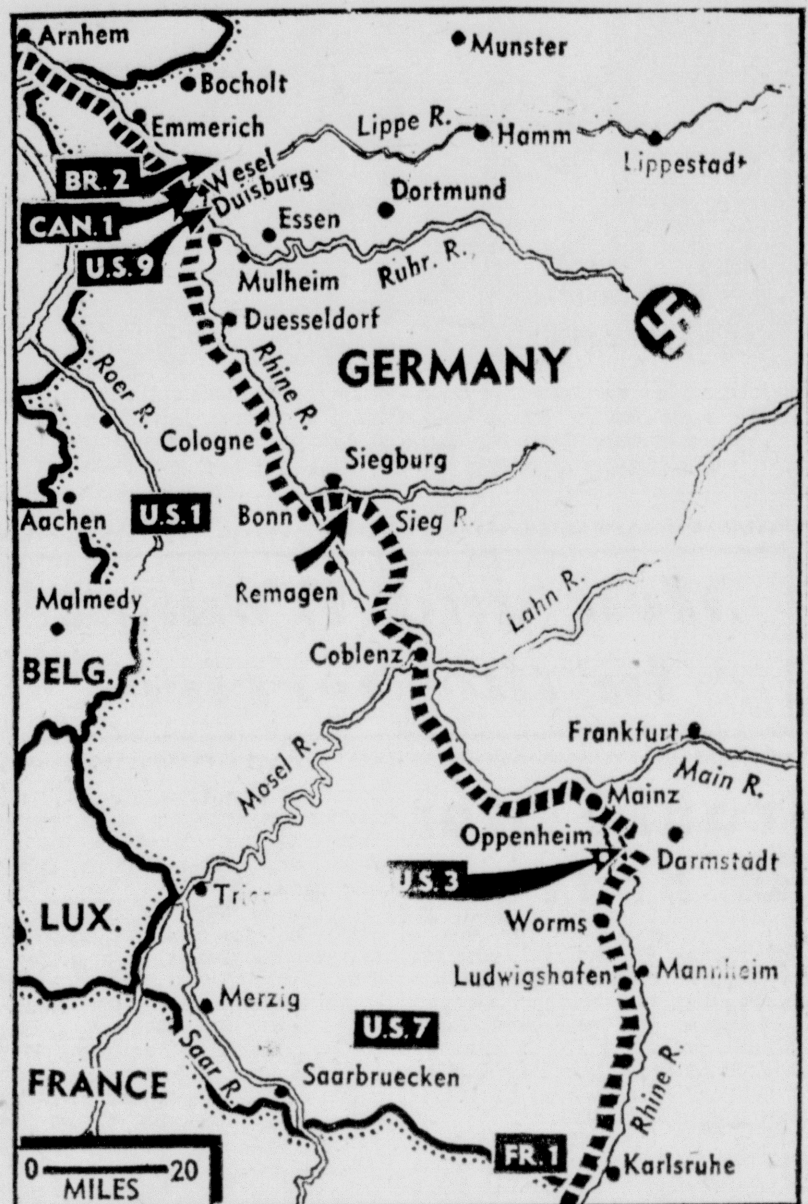 Arnhem
Munster
Bocholt
Emmerich
Lippe R.
Hamm
Lippestadt
BR. 2
Wesel
CAN. 1
Duisburg
Dortmund
Essen
U.S. 9
Mulheim
Ruhr. R.
Duesseldorf
Roer R.
Rhine R.
GERMANY
Cologne
Siegburg
Aachen
U.S. 1
Bonn
Sieg R.
Remagen
Malmedy
Lahn R.
Coblenz
BELG.
Frankfurt
Mosel R.
Main R.
Mainz
Oppenheim
Darmstadt
U.S. 3
LUX.
Worms
Ludwigshafen
Mannheim
Merzig
U.S. 7
Saar R.
FRANCE
Saarbruecken
Rhine R.
FR. 1
Karlsruhe
0 20
MILES